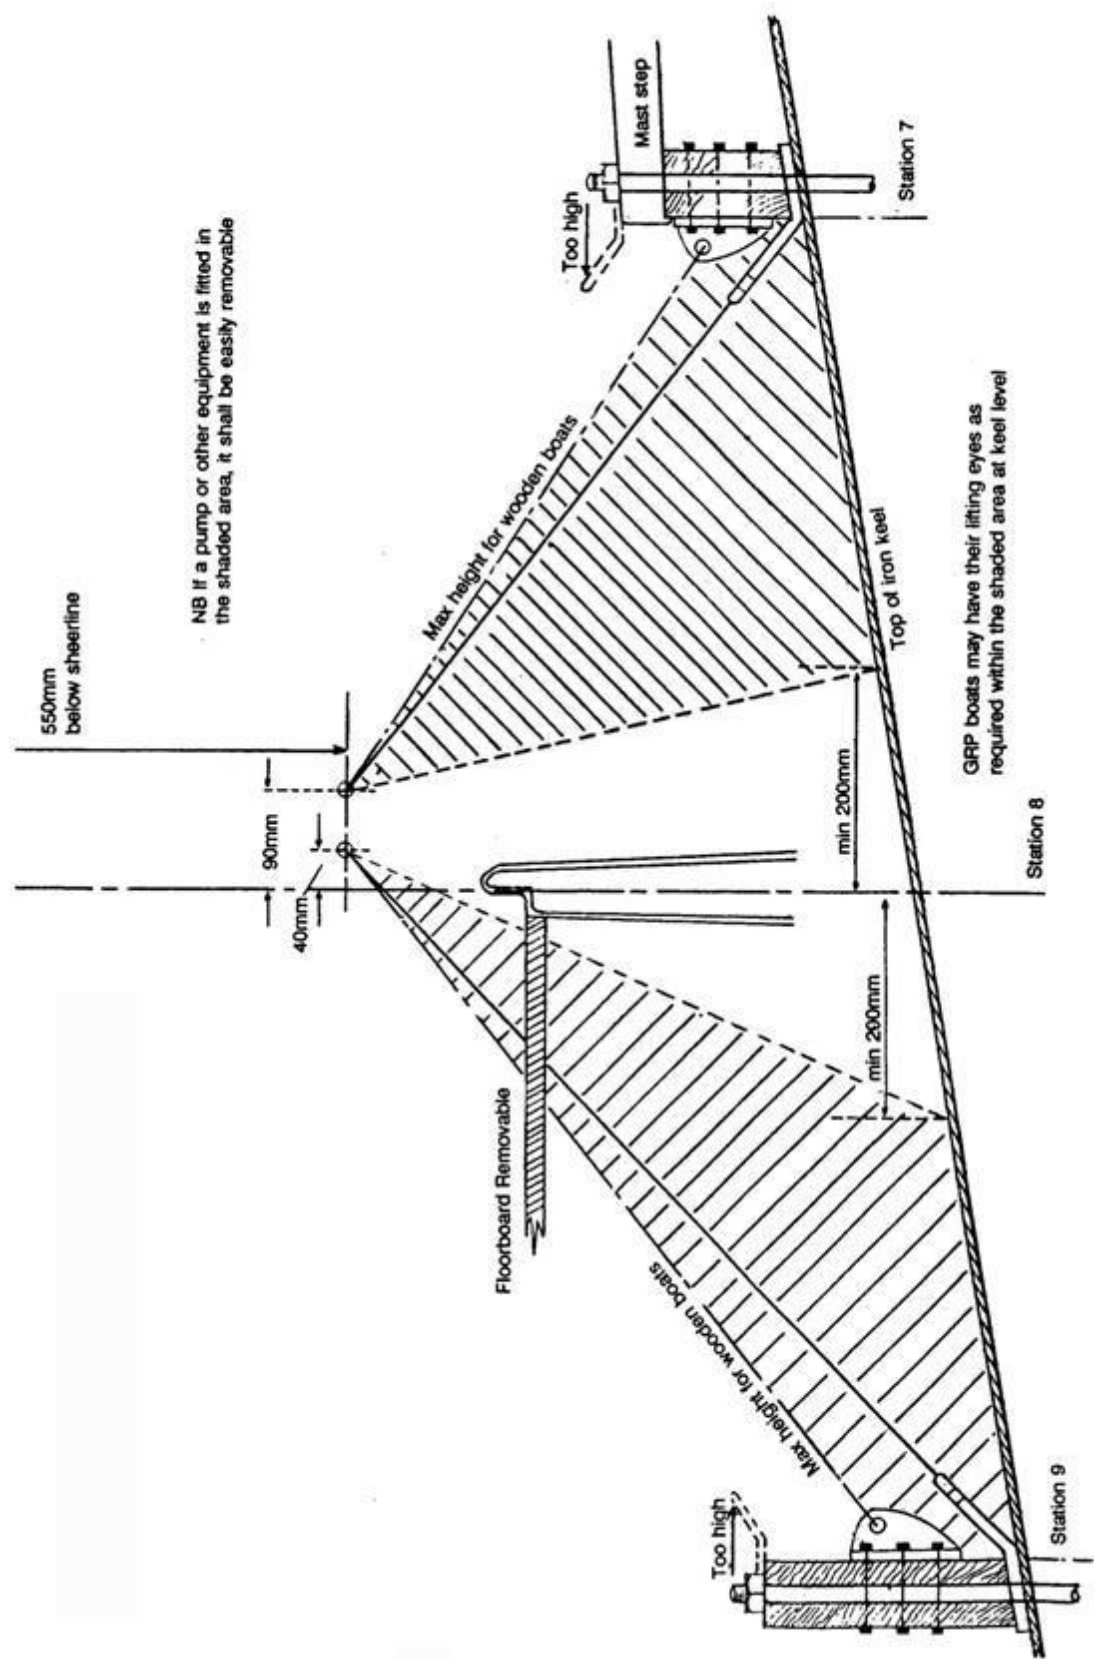 550mm
below sheerline
NB If a pump or other equipment is fitted in
the shaded area, it shall be easily removable
90mm
40mm
Too high
Mast step
Max height for wooden boats
Floorboard Removable
Max height for wooden boats
Too high
min 200mm
min 200mm
Top of iron keel
Station 7
GRP boats may have their lifting eyes as
required within the shaded area at keel level
Station 8
Station 9